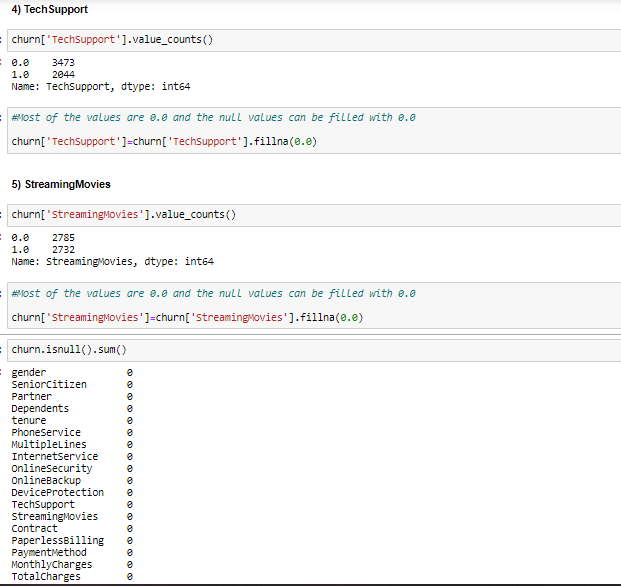 4) TechSupport
churn['TechSupport'].value_counts()
0.0    3473
1.0    2044
Name: TechSupport, dtype: int64
#Most of the values are 0.0 and the null values can be filled with 0.0
churn['TechSupport']=churn['TechSupport'].fillna(0.0)
5) StreamingMovies
churn['StreamingMovies'].value_counts()
0.0    2785
1.0    2732
Name: StreamingMovies, dtype: int64
#Most of the values are 0.0 and the null values can be filled with 0.0
churn['StreamingMovies']=churn['StreamingMovies'].fillna(0.0)
churn.isnull().sum()
gender              0
SeniorCitizen       0
Partner             0
Dependents          0
tenure              0
PhoneService        0
MultipleLines       0
InternetService     0
OnlineSecurity      0
OnlineBackup        0
DeviceProtection    0
TechSupport         0
StreamingMovies     0
Contract            0
PaperlessBilling    0
PaymentMethod       0
MonthlyCharges      0
TotalCharges        0